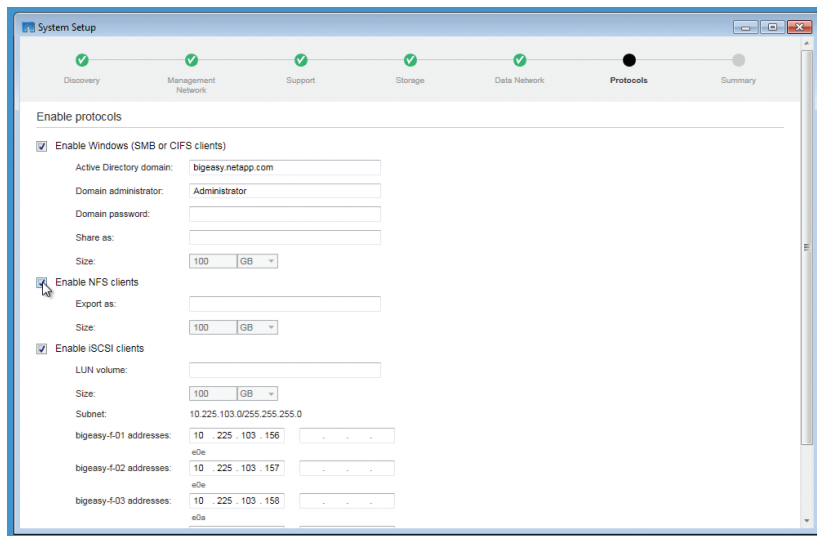 System Setup
Discovery
Management Network
Support
Storage
Data Network
Protocols
Summary
Enable protocols
Enable Windows (SMB or CIFS clients)
Active Directory domain: bigeasy.netapp.com
Domain administrator: Administrator
Domain password:
Share as:
Size: 100 GB
Enable NFS clients
Export as:
Size: 100 GB
Enable iSCSI clients
LUN volume:
Size: 100 GB
Subnet: 10.225.103.0/255.255.255.0
bigeasy-f-01 addresses: 10 . 225 . 103 . 156 . . .
e0e
bigeasy-f-02 addresses: 10 . 225 . 103 . 157 . . .
e0e
bigeasy-f-03 addresses: 10 . 225 . 103 . 158 . . .
e0a